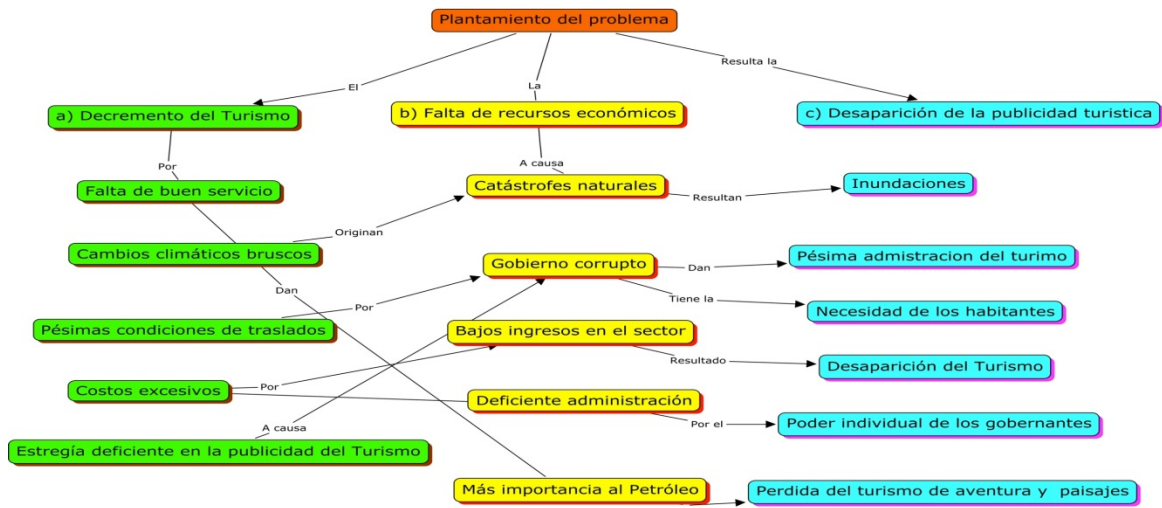 Plantamiento del problema
Resulta la
El
La
a) Decremento del Turismo
b) Falta de recursos económicos
c) Desaparición de la publicidad turistica
Por
A causa
Falta de buen servicio
Catástrofes naturales
Resultan
Inundaciones
Originan
Cambios climáticos bruscos
Gobierno corrupto
Dan
Pésima admistracion del turimo
Dan
Por
Tiene la
Necesidad de los habitantes
Pésimas condiciones de traslados
Bajos ingresos en el sector
Resultado
Desaparición del Turismo
Costos excesivos
Por
Deficiente administración
Por el
Poder individual de los gobernantes
A causa
Estregía deficiente en la publicidad del Turismo
Más importancia al Petróleo
Perdida del turismo de aventura y paisajes